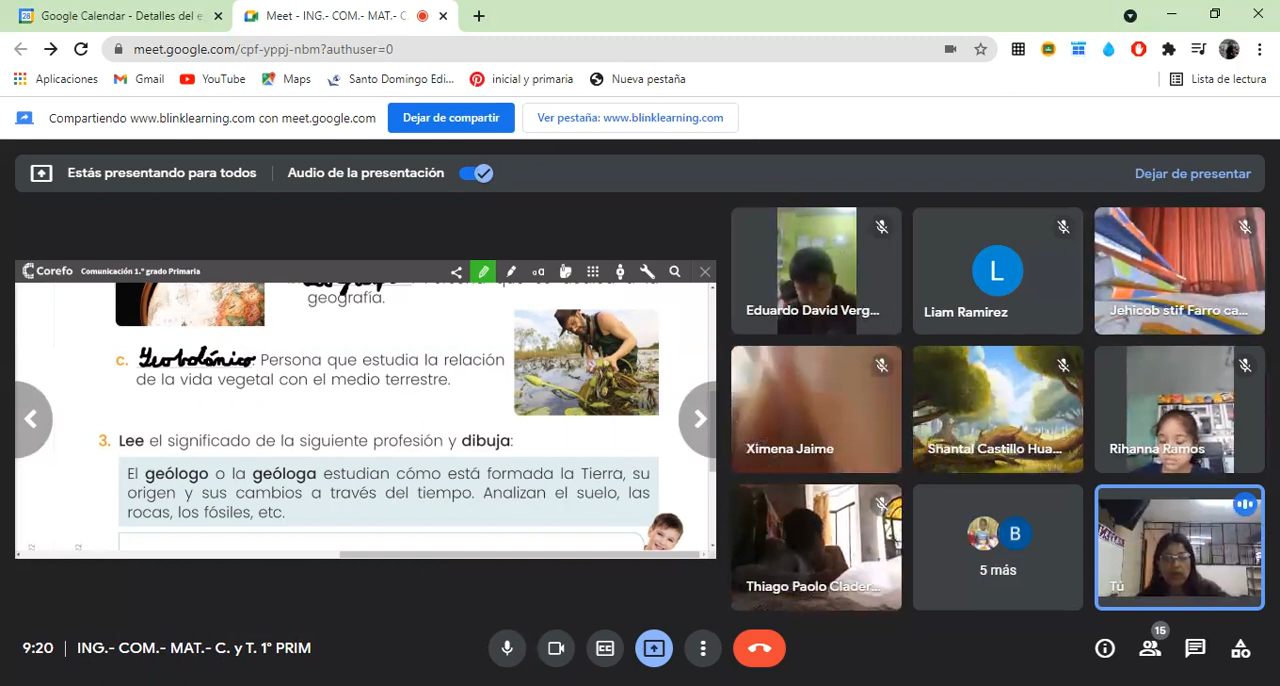 Google Calendar - Detalles del e
Meet - ING.- COM.- MAT.- C.
meet.google.com/cpf-yppj-nbm?authuser=0
Aplicaciones
Gmail
YouTube
Maps
Santo Domingo Edi...
inicial y primaria
Nueva pestaña
Lista de lectura
Compartiendo www.blinklearning.com con meet.google.com
Dejar de compartir
Ver pestaña: www.blinklearning.com
Estás presentando para todos
Audio de la presentación
Dejar de presentar
Corefo Comunicación 1.º grado Primaria
geografía.
c. Geobotánico: Persona que estudia la relación
de la vida vegetal con el medio terrestre.
3. Lee el significado de la siguiente profesión y dibuja:
El geólogo o la geóloga estudian cómo está formada la Tierra, su
origen y sus cambios a través del tiempo. Analizan el suelo, las
rocas, los fósiles, etc.
Eduardo David Verg...
L
Liam Ramirez
Jehicob stif Farro ca...
Ximena Jaime
Shantal Castillo Hua...
Rihanna Ramos
Thiago Paolo Clader...
B
5 más
Tú
9:20 | ING.- COM.- MAT.- C. y T. 1° PRIM
15